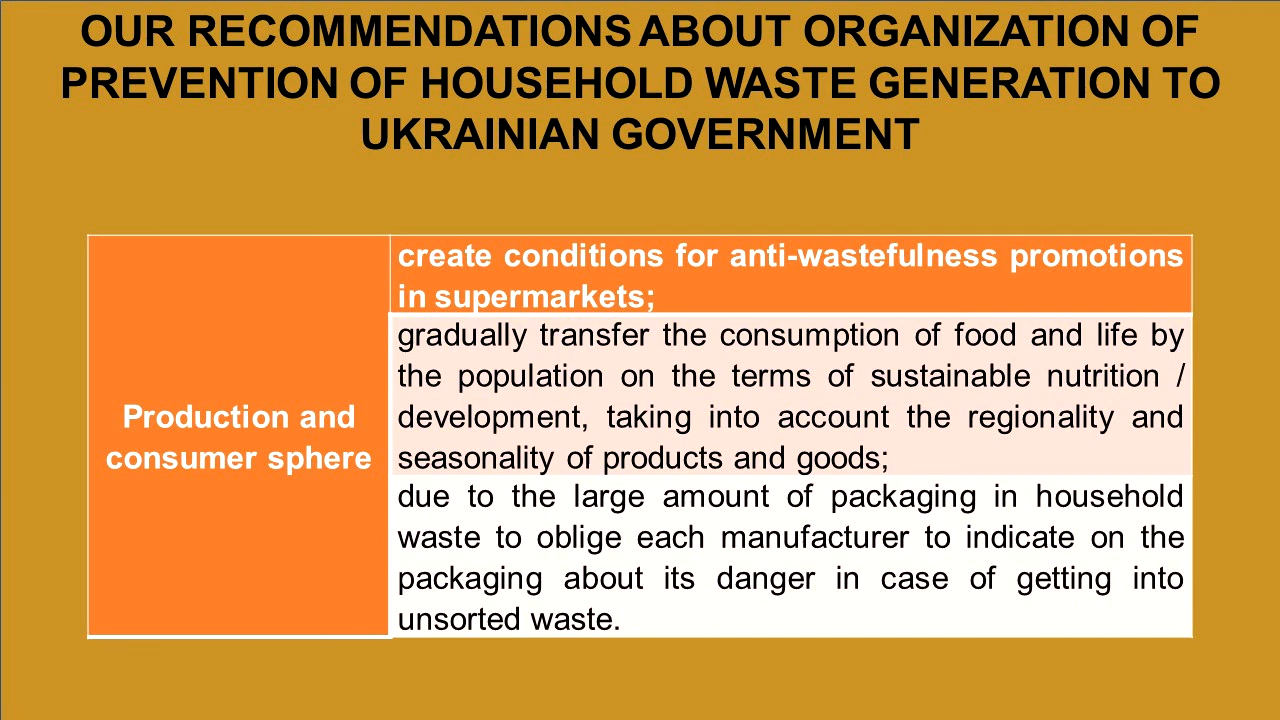 OUR RECOMMENDATIONS ABOUT ORGANIZATION OF
PREVENTION OF HOUSEHOLD WASTE GENERATION TO
UKRAINIAN GOVERNMENT
Production and
consumer sphere
create conditions for anti-wastefulness promotions
in supermarkets;
gradually transfer the consumption of food and life by
the population on the terms of sustainable nutrition /
development, taking into account the regionality and
seasonality of products and goods;
due to the large amount of packaging in household
waste to oblige each manufacturer to indicate on the
packaging about its danger in case of getting into
unsorted waste.